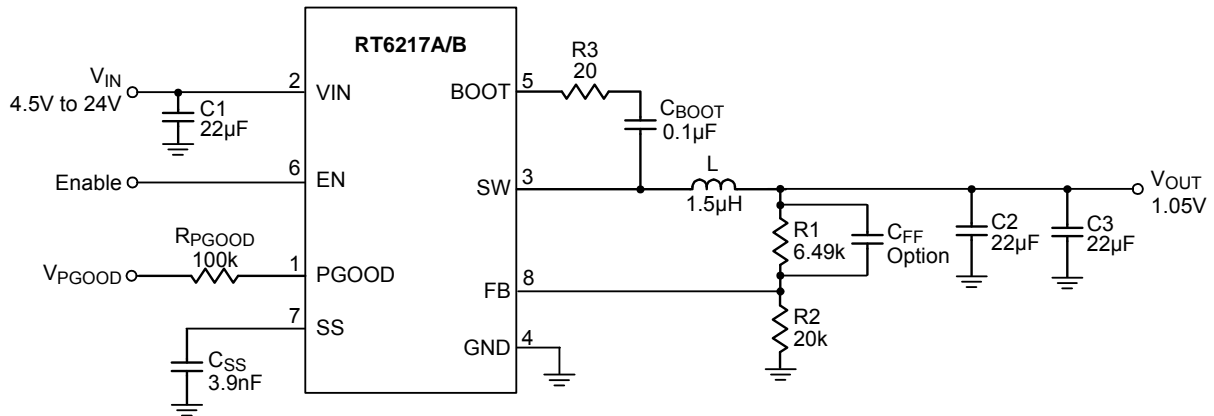 RT6217A/B
VIN
4.5V to 24V
C1
22µF
2
VIN
BOOT
5
R3
20
CBOOT
0.1µF
Enable
6
EN
SW
3
L
1.5µH
VOUT
1.05V
R1
6.49k
CFF
Option
C2
22µF
C3
22µF
VPGOOD
RPGOOD
100k
1
PGOOD
FB
8
R2
20k
7
SS
GND
4
CSS
3.9nF